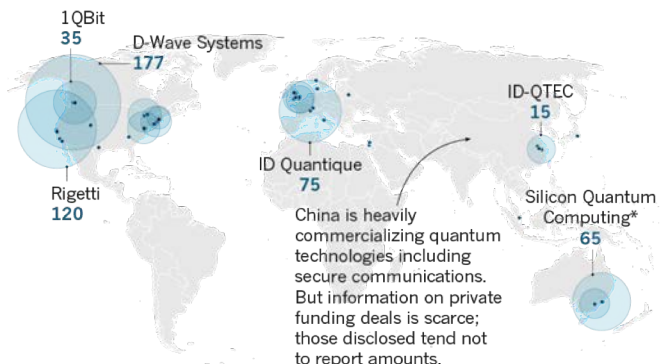 1QBit
35
D-Wave Systems
177
Rigetti
120
ID Quantique
75
ID-QTEC
15
Silicon Quantum
Computing*
65
China is heavily
commercializing quantum
technologies including
secure communications.
But information on private
funding deals is scarce;
those disclosed tend not
to report amounts.